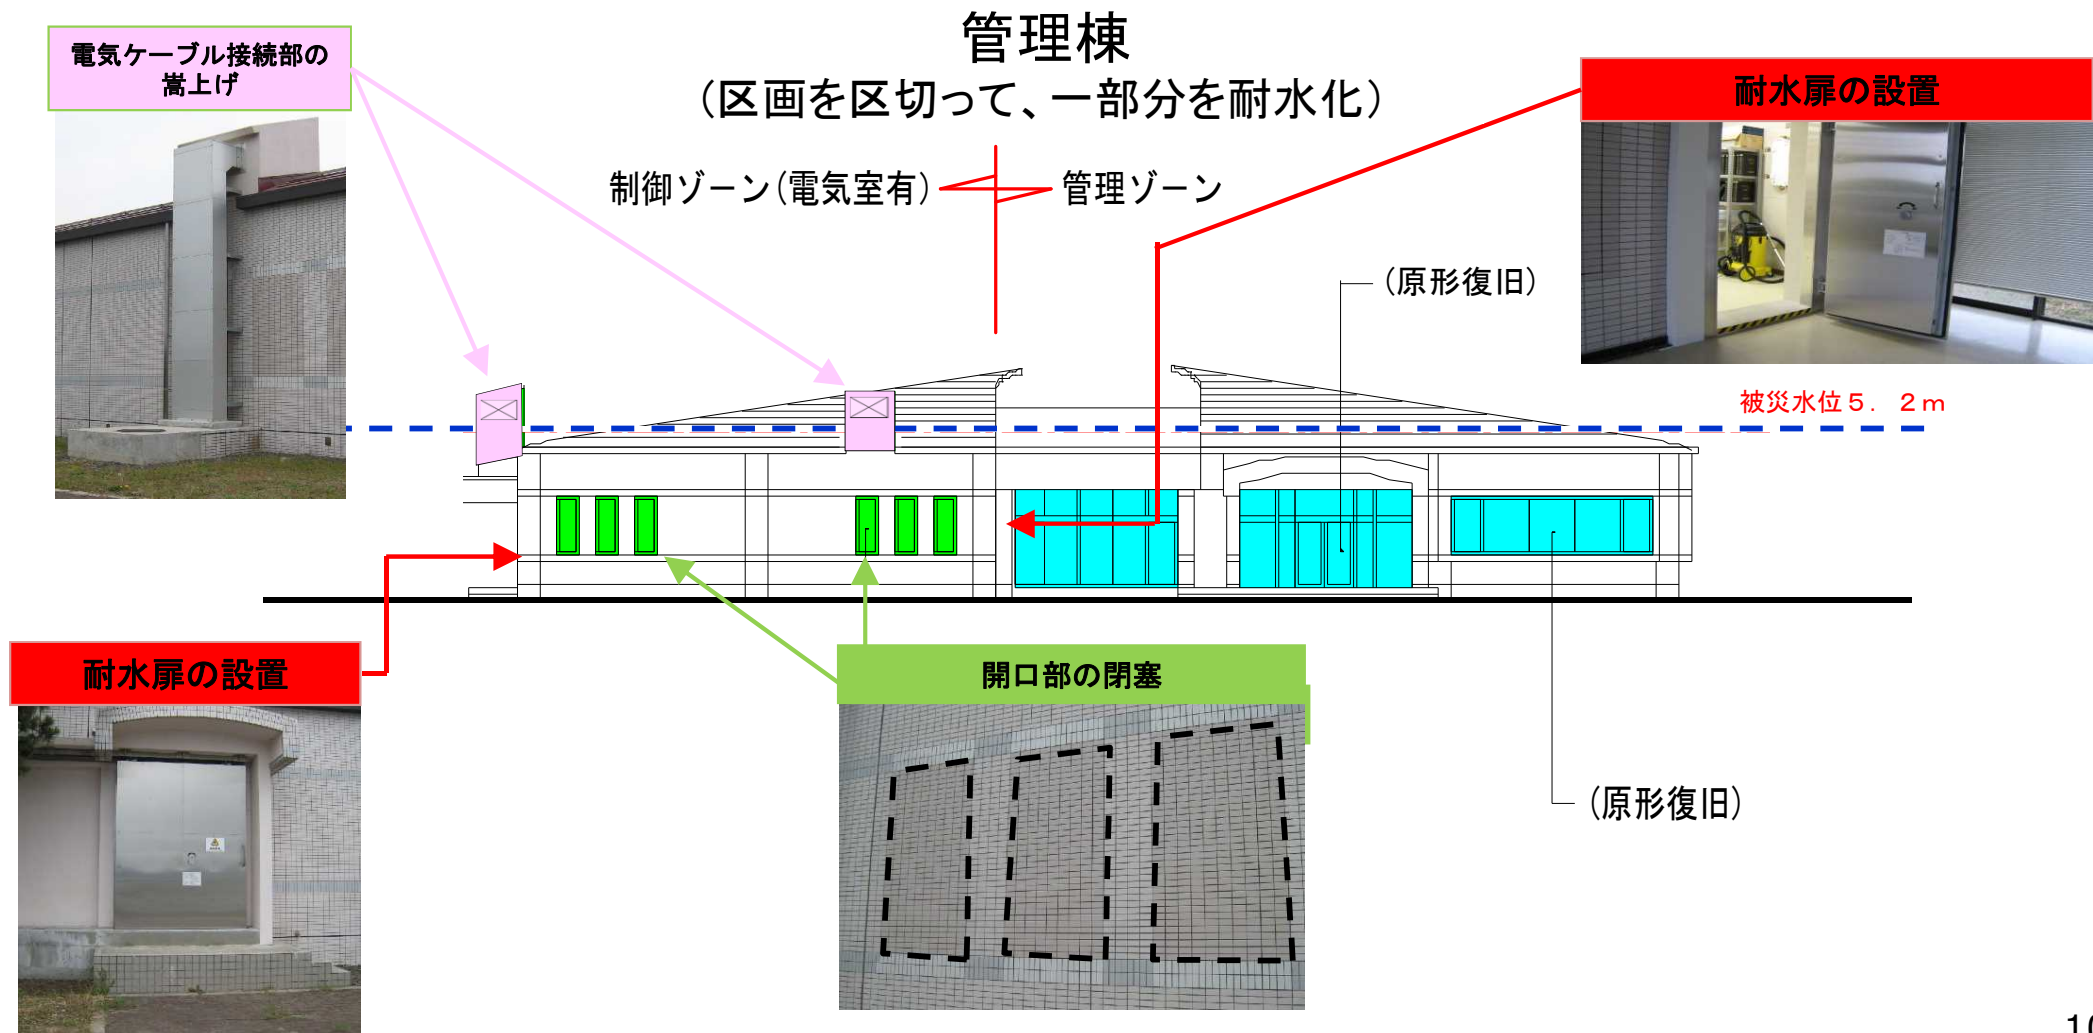 管理棟
（区画を区切って、一部分を耐水化）
電気ケーブル接続部の
嵩上げ
耐水扉の設置
制御ゾーン（電気室有）
管理ゾーン
（原形復旧）
被災水位５．２ｍ
耐水扉の設置
開口部の閉塞
（原形復旧）